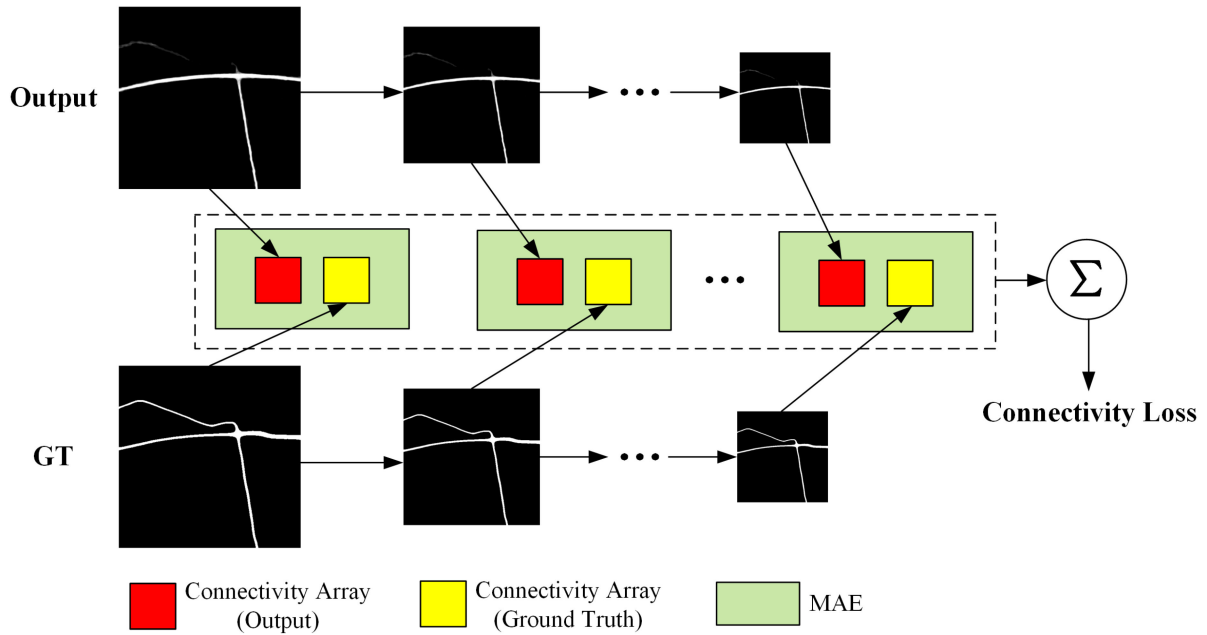 Output
Σ
Connectivity Loss
GT
Connectivity Array
(Output)
Connectivity Array
(Ground Truth)
MAE